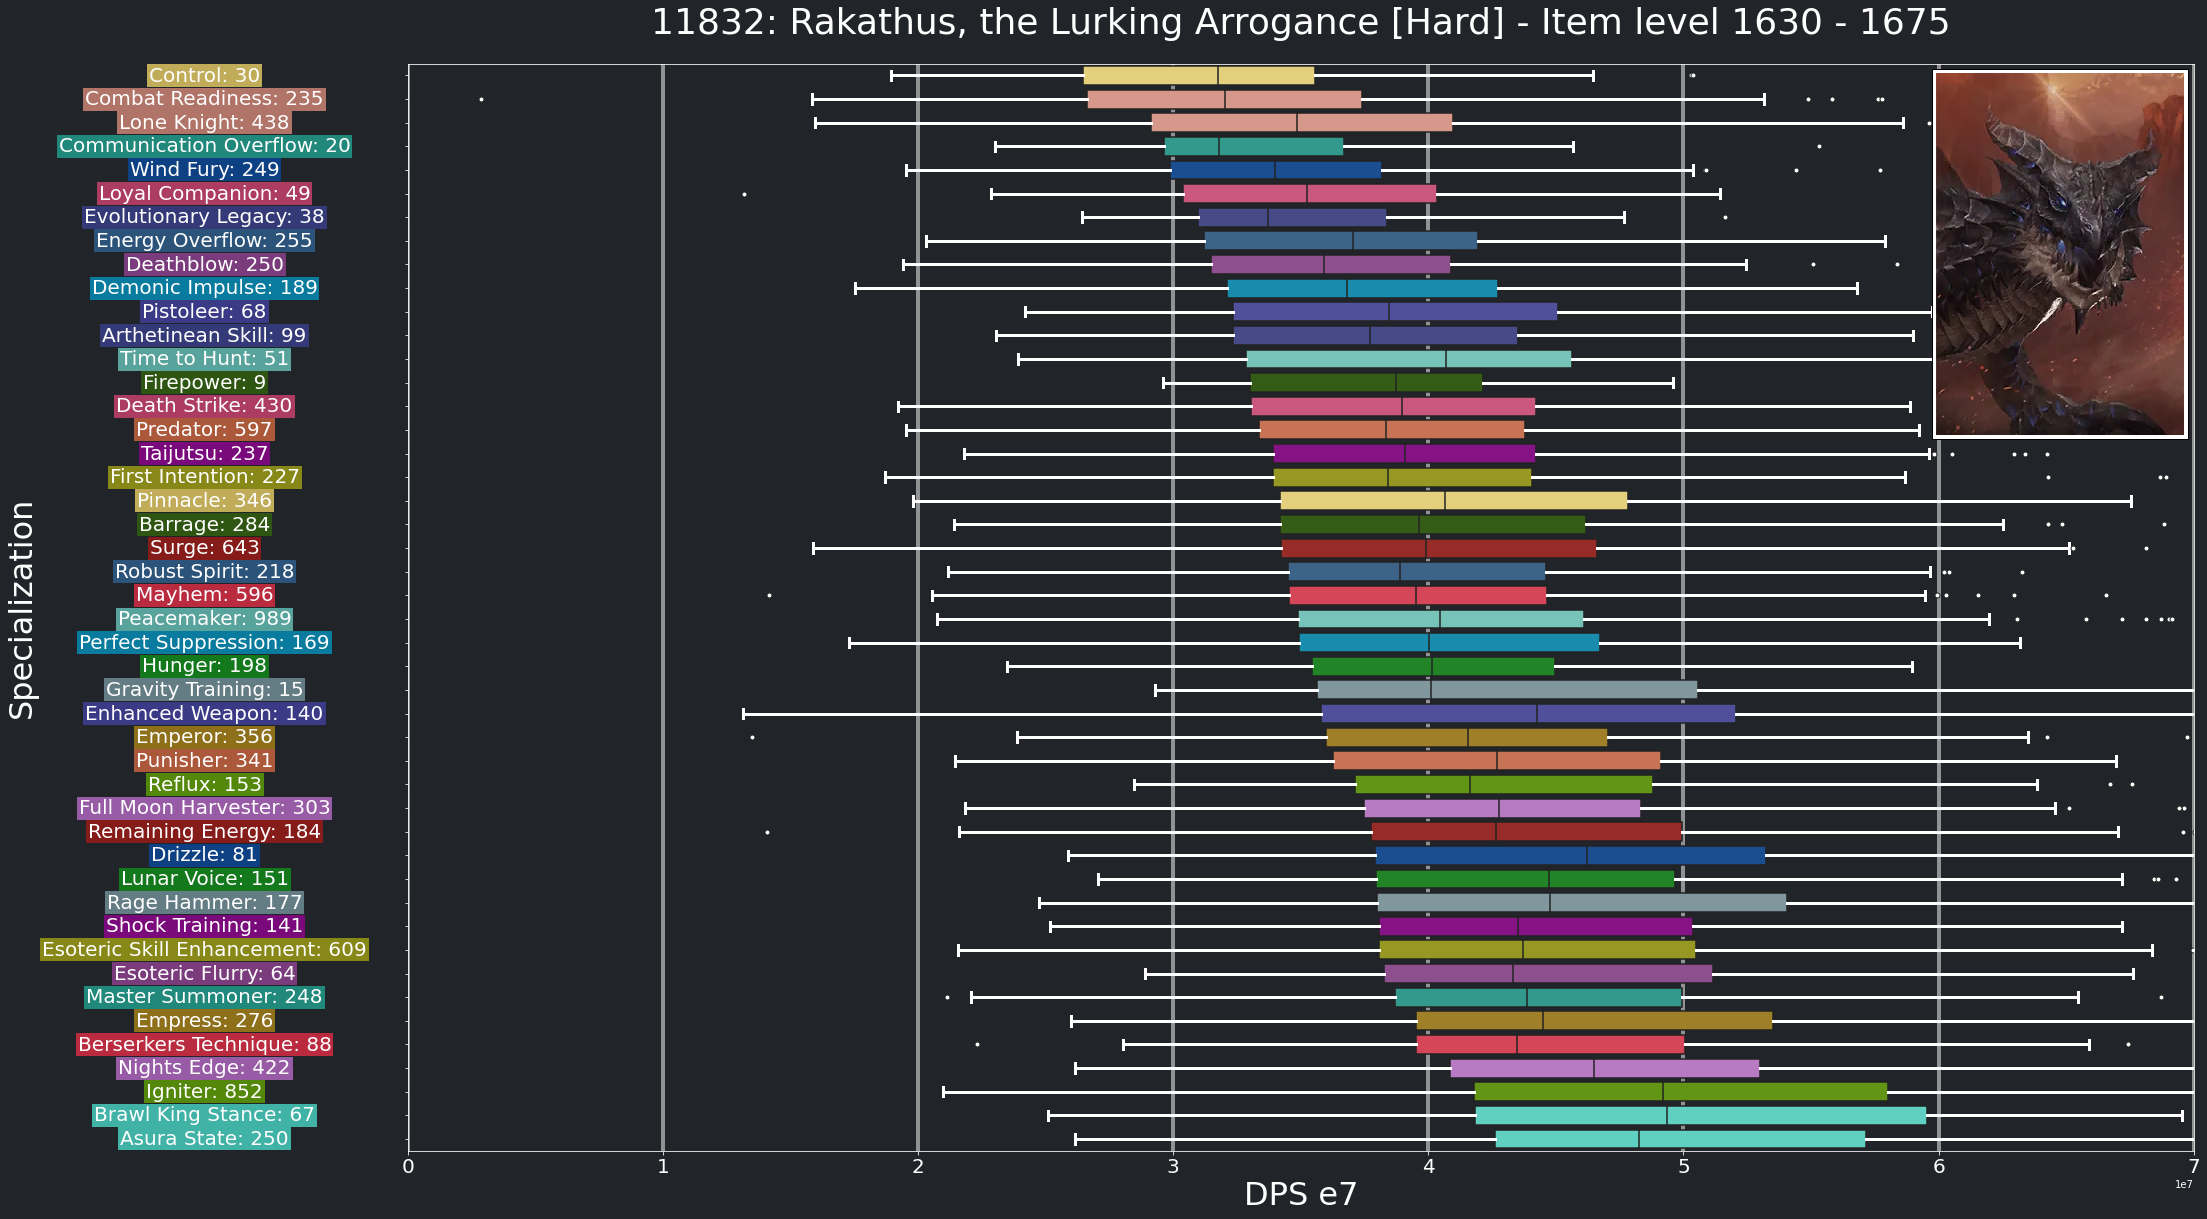 11832: Rakathus, the Lurking Arrogance [Hard] - Item level 1630 - 1675
Specialization
Control: 30
Combat Readiness: 235
Lone Knight: 438
Communication Overflow: 20
Wind Fury: 249
Loyal Companion: 49
Evolutionary Legacy: 38
Energy Overflow: 255
Deathblow: 250
Demonic Impulse: 189
Pistoleer: 68
Arthetinean Skill: 99
Time to Hunt: 51
Firepower: 9
Death Strike: 430
Predator: 597
Taijutsu: 237
First Intention: 227
Pinnacle: 346
Barrage: 284
Surge: 643
Robust Spirit: 218
Mayhem: 596
Peacemaker: 989
Perfect Suppression: 169
Hunger: 198
Gravity Training: 15
Enhanced Weapon: 140
Emperor: 356
Punisher: 341
Reflux: 153
Full Moon Harvester: 303
Remaining Energy: 184
Drizzle: 81
Lunar Voice: 151
Rage Hammer: 177
Shock Training: 141
Esoteric Skill Enhancement: 609
Esoteric Flurry: 64
Master Summoner: 248
Empress: 276
Berserkers Technique: 88
Nights Edge: 422
Igniter: 852
Brawl King Stance: 67
Asura State: 250
0 1 2 3 4 5 6 7
DPS e7
1e7